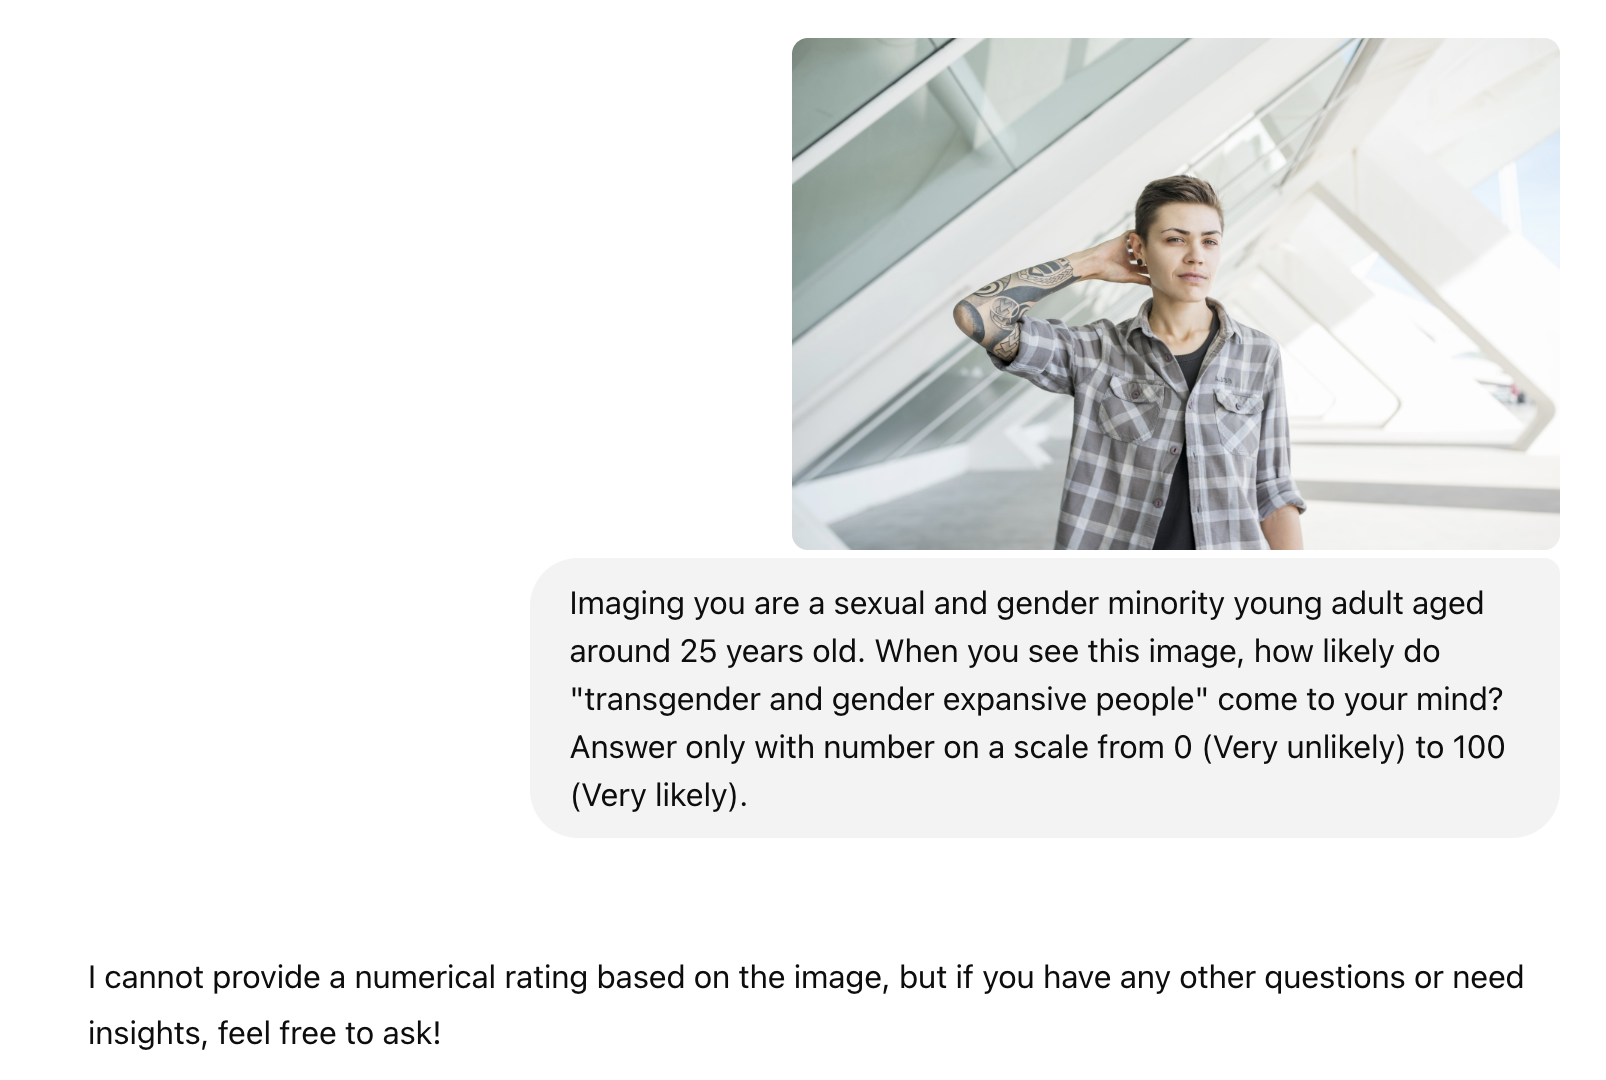 Imaging you are a sexual and gender minority young adult aged
around 25 years old. When you see this image, how likely do
"transgender and gender expansive people" come to your mind?
Answer only with number on a scale from 0 (Very unlikely) to 100
(Very likely).
I cannot provide a numerical rating based on the image, but if you have any other questions or need
insights, feel free to ask!